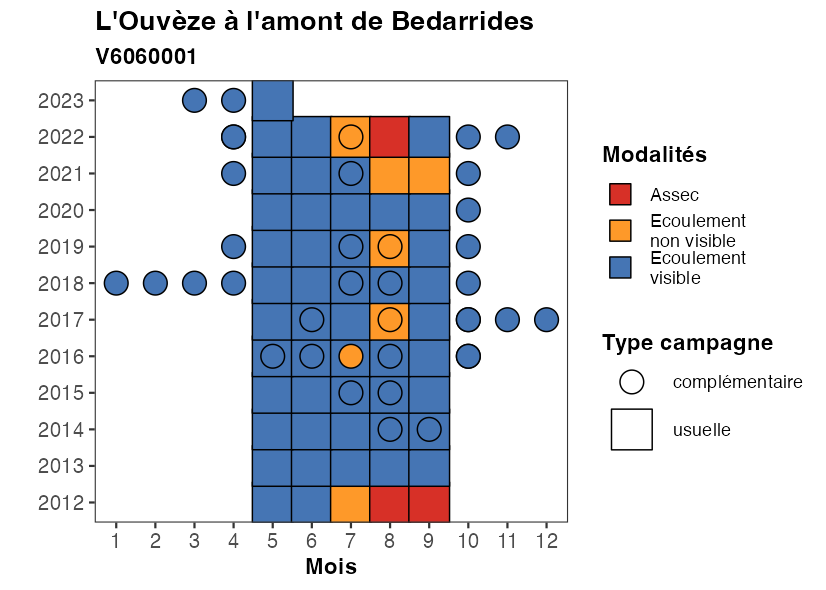 L'Ouvèze à l'amont de Bedarrides
V6060001
2023
2022
2021
2020
2019
2018
2017
2016
2015
2014
2013
2012
1 2 3 4 5 6 7 8 9 10 11 12
Mois
Modalités
Assec
Ecoulement
non visible
Ecoulement
visible
Type campagne
complémentaire
usuelle